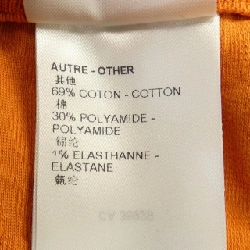 AUTRE - OTHER
其他
69% COTON - COTTON
棉
30% POLYAMIDE -
POLYAMIDE
锦纶
1% ELASTHANNE -
ELASTANE
氨纶